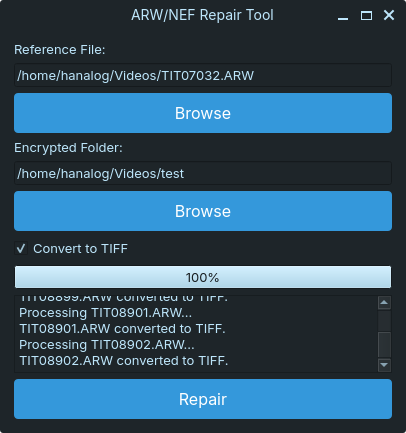 ARW/NEF Repair Tool
Reference File:
/home/hanalog/Videos/TIT07032.ARW
Browse
Encrypted Folder:
/home/hanalog/Videos/test
Browse
Convert to TIFF
100%
TIT08899.ARW converted to TIFF.
Processing TIT08901.ARW...
TIT08901.ARW converted to TIFF.
Processing TIT08902.ARW...
TIT08902.ARW converted to TIFF.
Repair